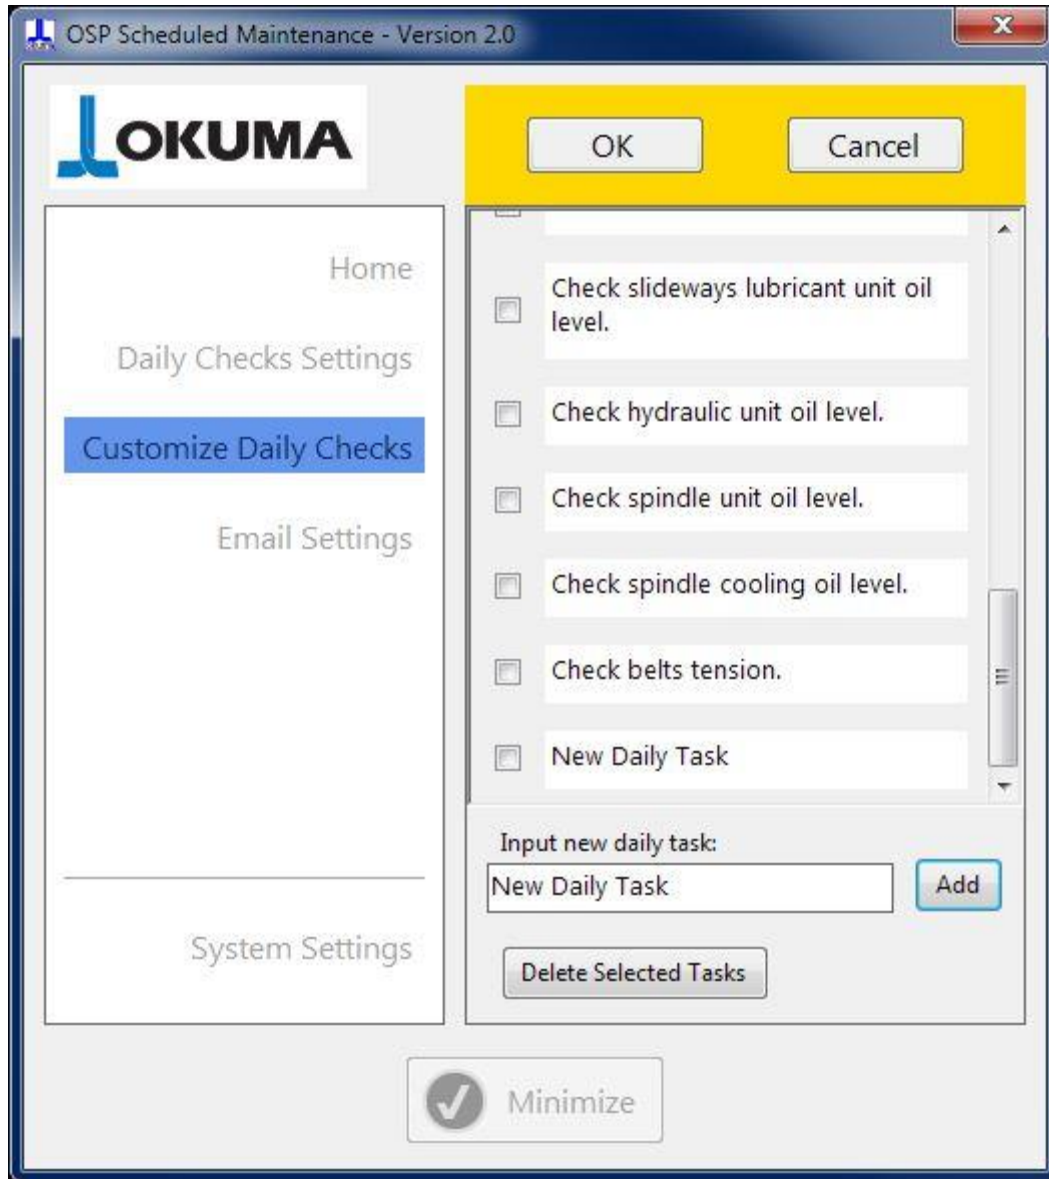 OSP Scheduled Maintenance - Version 2.0
OKUMA
OK
Cancel
Home
Daily Checks Settings
Customize Daily Checks
Email Settings
System Settings
Check slideways lubricant unit oil
level.
Check hydraulic unit oil level.
Check spindle unit oil level.
Check spindle cooling oil level.
Check belts tension.
New Daily Task
Input new daily task:
New Daily Task
Add
Delete Selected Tasks
Minimize